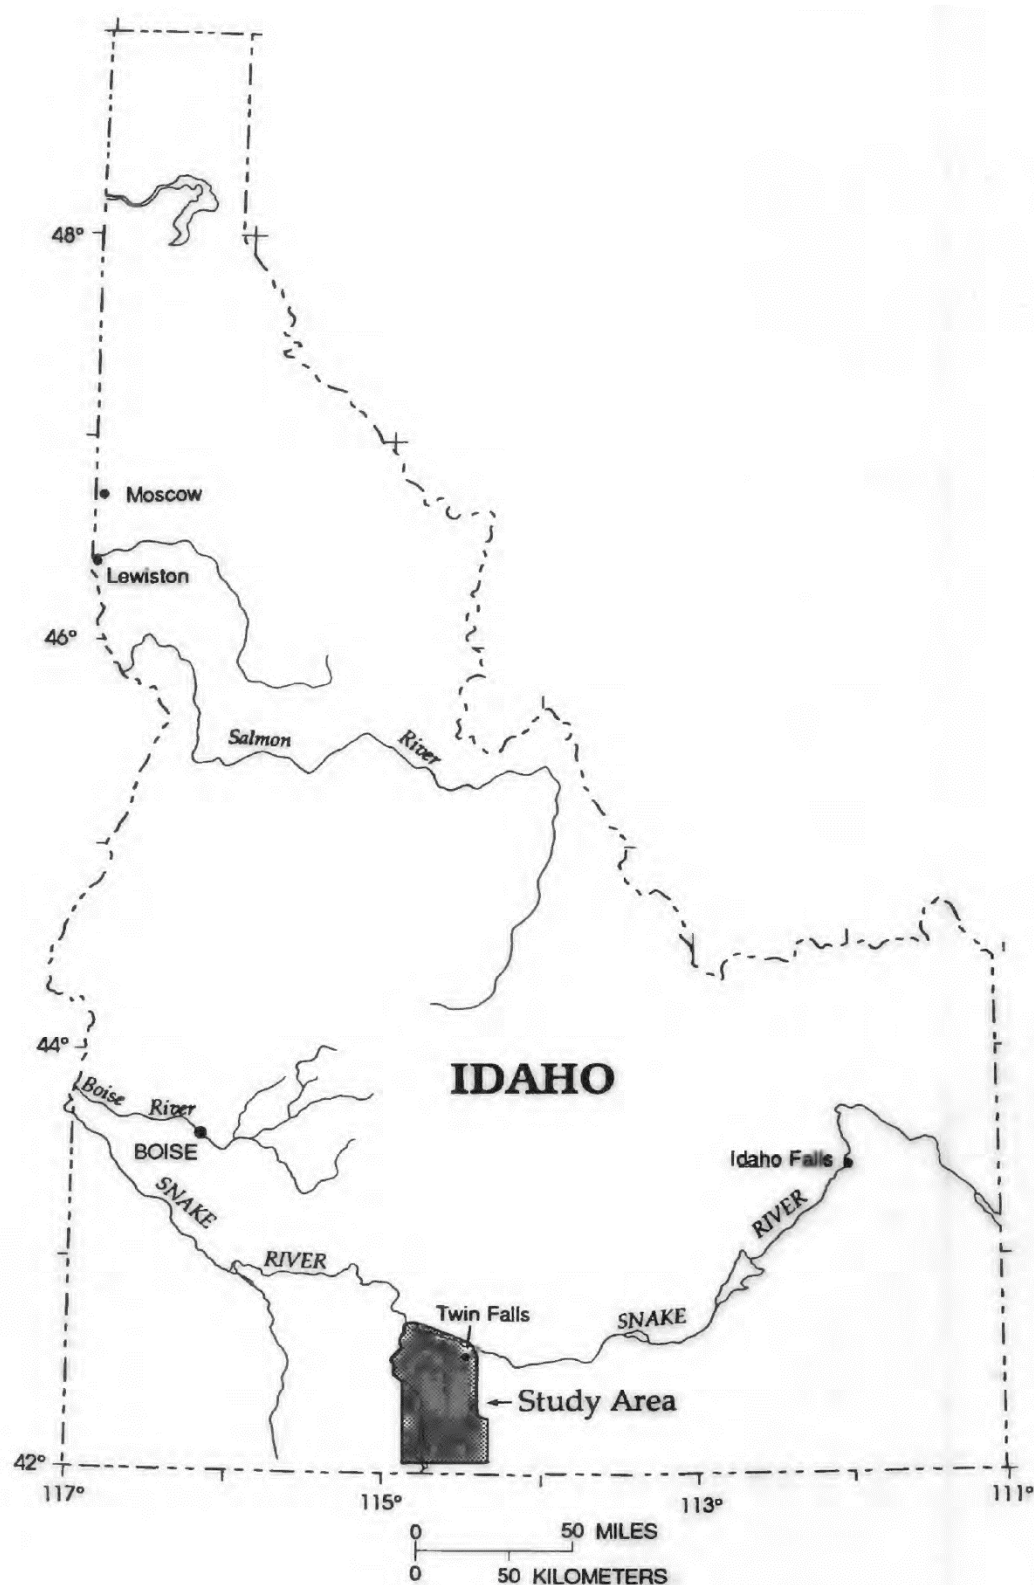 48°
Moscow
Lewiston
46°
Salmon River
44°
IDAHO
Boise River
BOISE
Idaho Falls
SNAKE RIVER
RIVER
Twin Falls
SNAKE
Study Area
42°
117°
115°
113°
111°
0 50 MILES
0 50 KILOMETERS